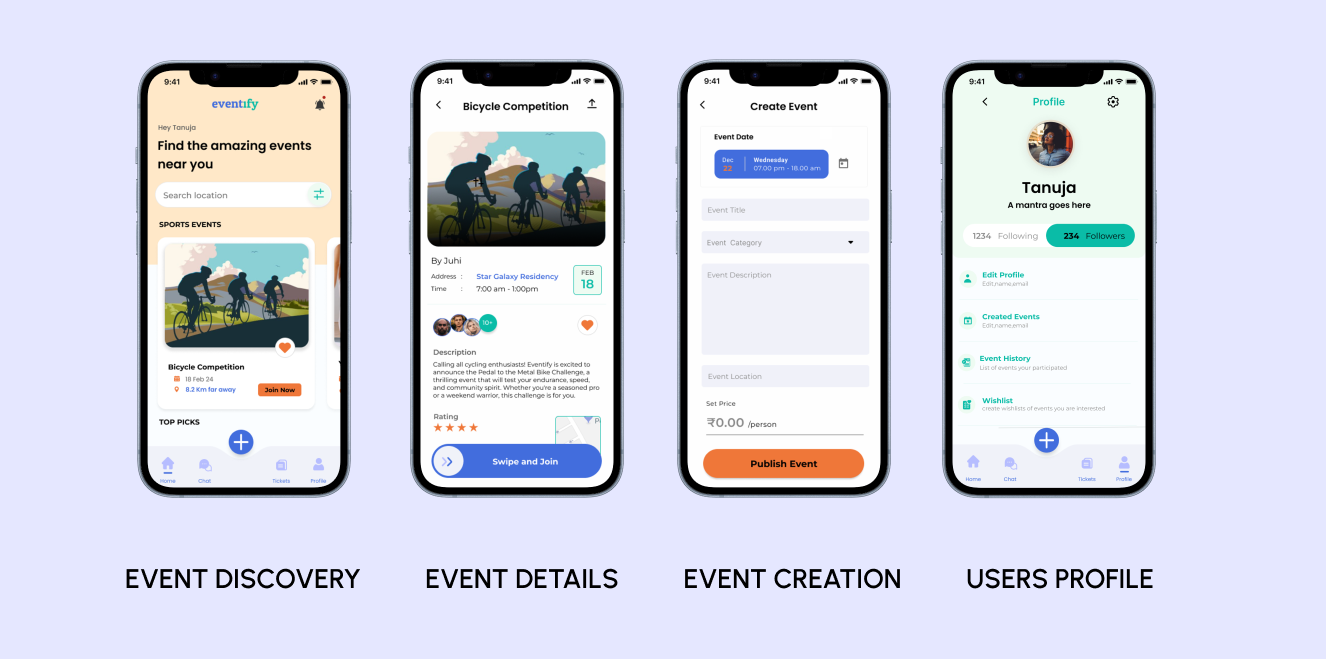 9:41
eventify
Hey Tanuja
Find the amazing events
near you
Search location
SPORTS EVENTS
Bicycle Competition
18 Feb 24
8.2 Km far away
Join Now
TOP PICKS
Home
Chat
Tickets
Profile
9:41
Bicycle Competition
By Juhi
Address : Star Galaxy Residency
Time : 7:00 am - 1:00pm
FEB
18
10+
Description
Calling all cycling enthusiasts! Eventify is excited to
announce the Pedal to the Metal Bike Challenge, a
thrilling event that will test your endurance, speed,
and community spirit. Whether you're a seasoned pro
or a weekend warrior, this challenge is for you.
Rating
Swipe and Join
9:41
Create Event
Event Date
Dec
22
Wednesday
07.00 pm - 18.00 am
Event Title
Event Category
Event Description
Event Location
Set Price
₹0.00 /person
Publish Event
9:41
Profile
Tanuja
A mantra goes here
1234 Following
234 Followers
Edit Profile
Edit,name,email
Created Events
Edit,name,email
Event History
List of events your participated
Wishlist
create wishlists of events you are interested
Home
Chat
Tickets
Profile
EVENT DISCOVERY
EVENT DETAILS
EVENT CREATION
USERS PROFILE